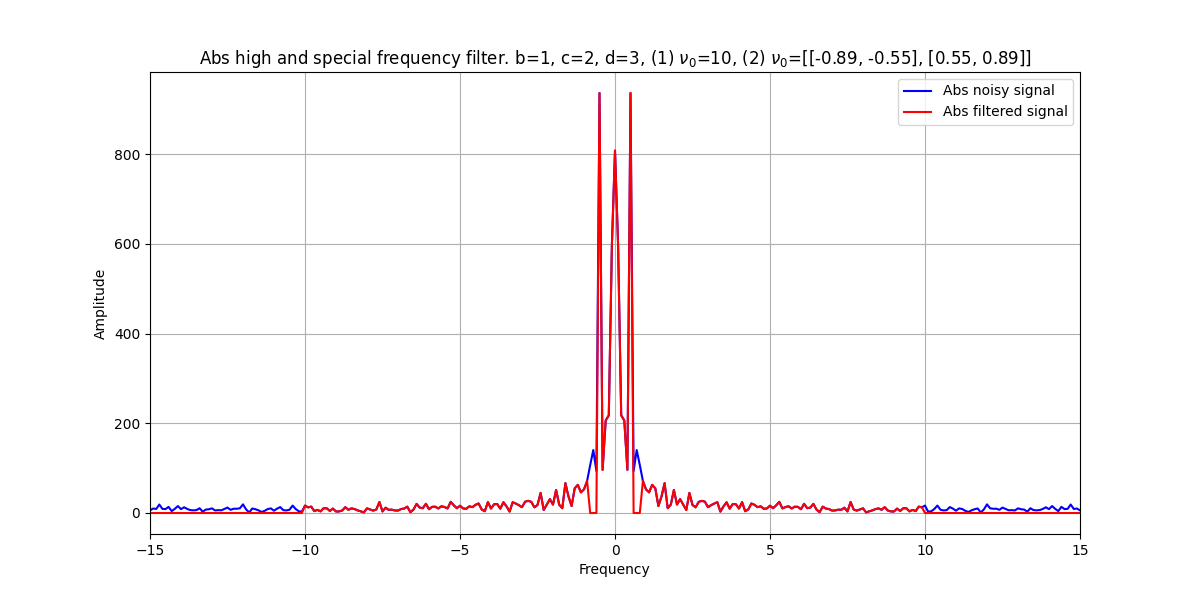 Abs high and special frequency filter. b=1, c=2, d=3, (1) ν₀=10, (2) ν₀=[[-0.89, -0.55], [0.55, 0.89]]
Abs noisy signal
Abs filtered signal
800
600
400
200
0
Amplitude
−15
−10
−5
0
5
10
15
Frequency